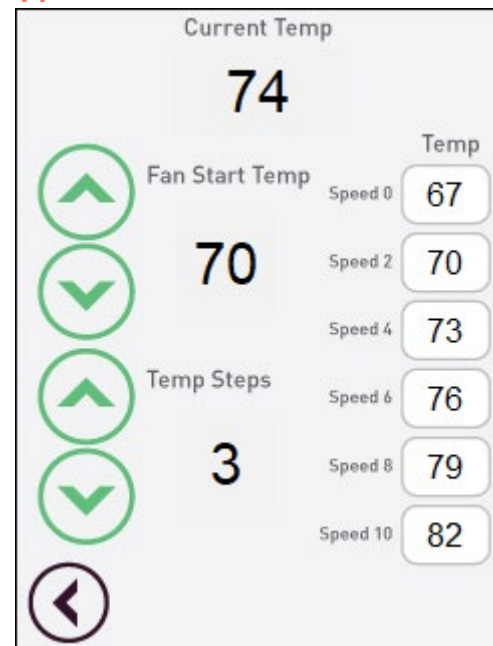 Current Temp
74
Temp
Fan Start Temp
Speed 0 67
70
Speed 2 70
Speed 4 73
Temp Steps
Speed 6 76
3
Speed 8 79
Speed 10 82